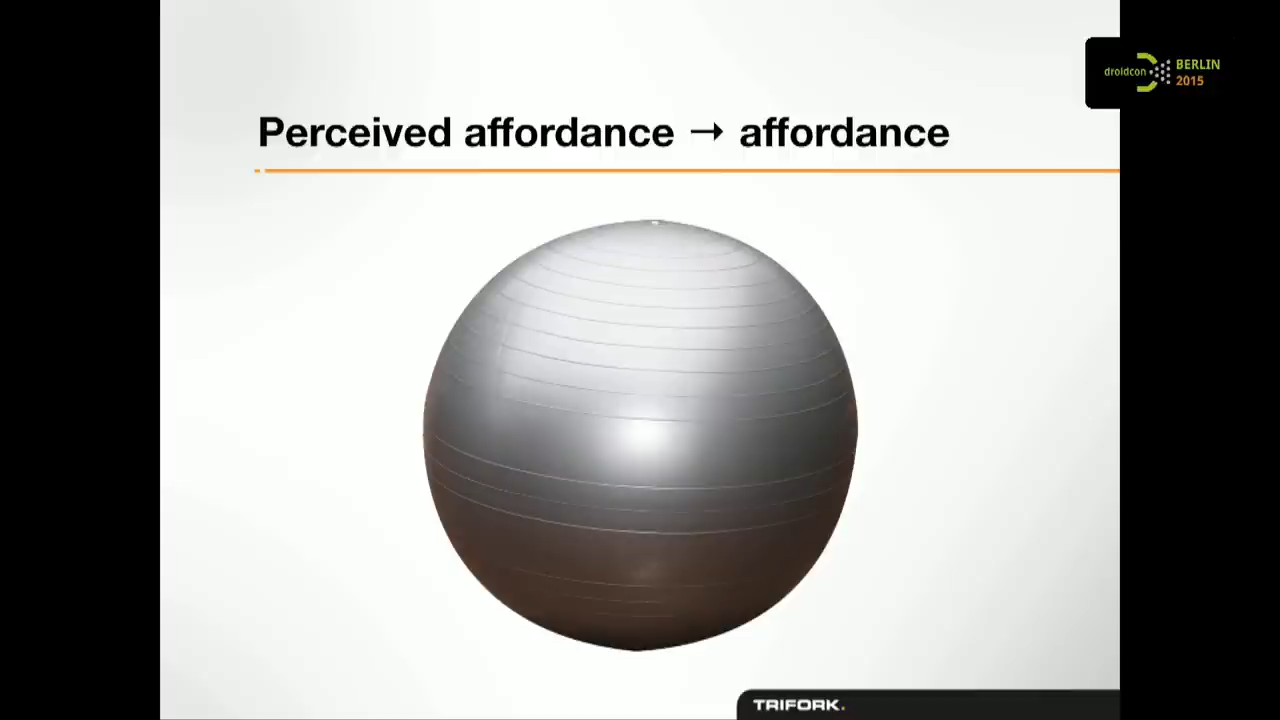 droidcon
BERLIN
2015
Perceived affordance → affordance
TRIFORK.